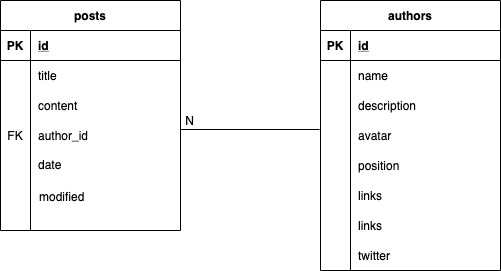 posts
PK id
title
content
FK author_id
date
modified
N
authors
PK id
name
description
avatar
position
links
links
twitter